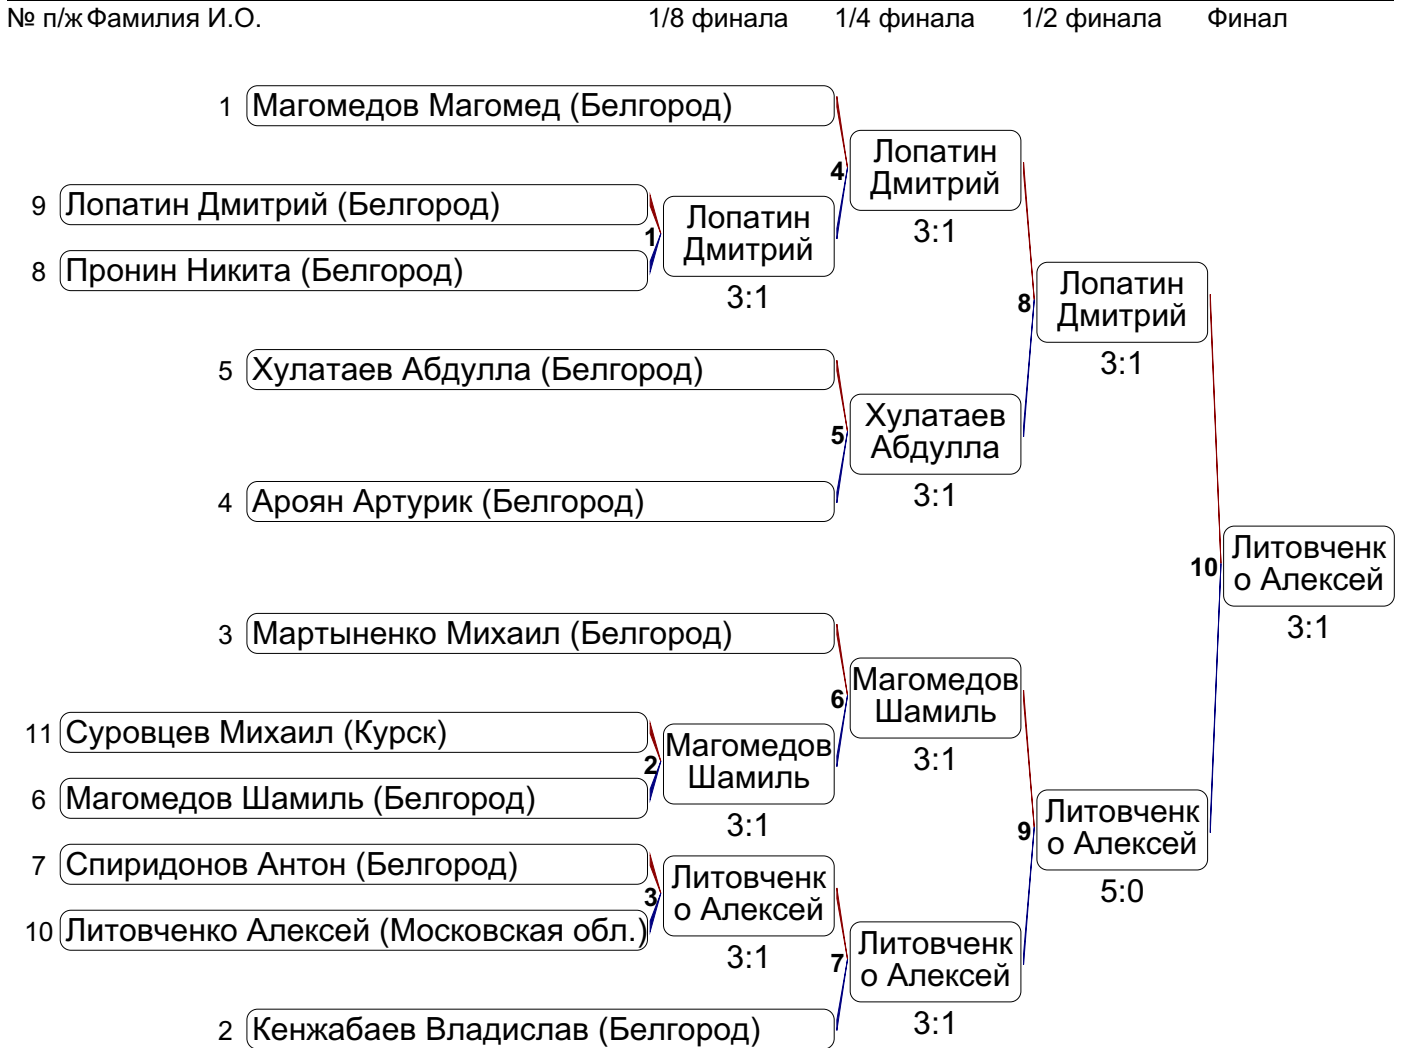 № п/ж Фамилия И.О. 1/8 финала 1/4 финала 1/2 финала Финал
1 Магомедов Магомед (Белгород)
4
Лопатин
Дмитрий
3:1
9 Лопатин Дмитрий (Белгород)
1
Лопатин
Дмитрий
3:1
8 Пронин Никита (Белгород)
8
Лопатин
Дмитрий
3:1
5 Хулатаев Абдулла (Белгород)
5
Хулатаев
Абдулла
3:1
4 Ароян Артурик (Белгород)
10
Литовченк
о Алексей
3:1
3 Мартыненко Михаил (Белгород)
6
Магомедов
Шамиль
3:1
11 Суровцев Михаил (Курск)
2
Магомедов
Шамиль
3:1
6 Магомедов Шамиль (Белгород)
9
Литовченк
о Алексей
5:0
7 Спиридонов Антон (Белгород)
3
Литовченк
о Алексей
3:1
10 Литовченко Алексей (Московская обл.)
7
Литовченк
о Алексей
3:1
2 Кенжабаев Владислав (Белгород)